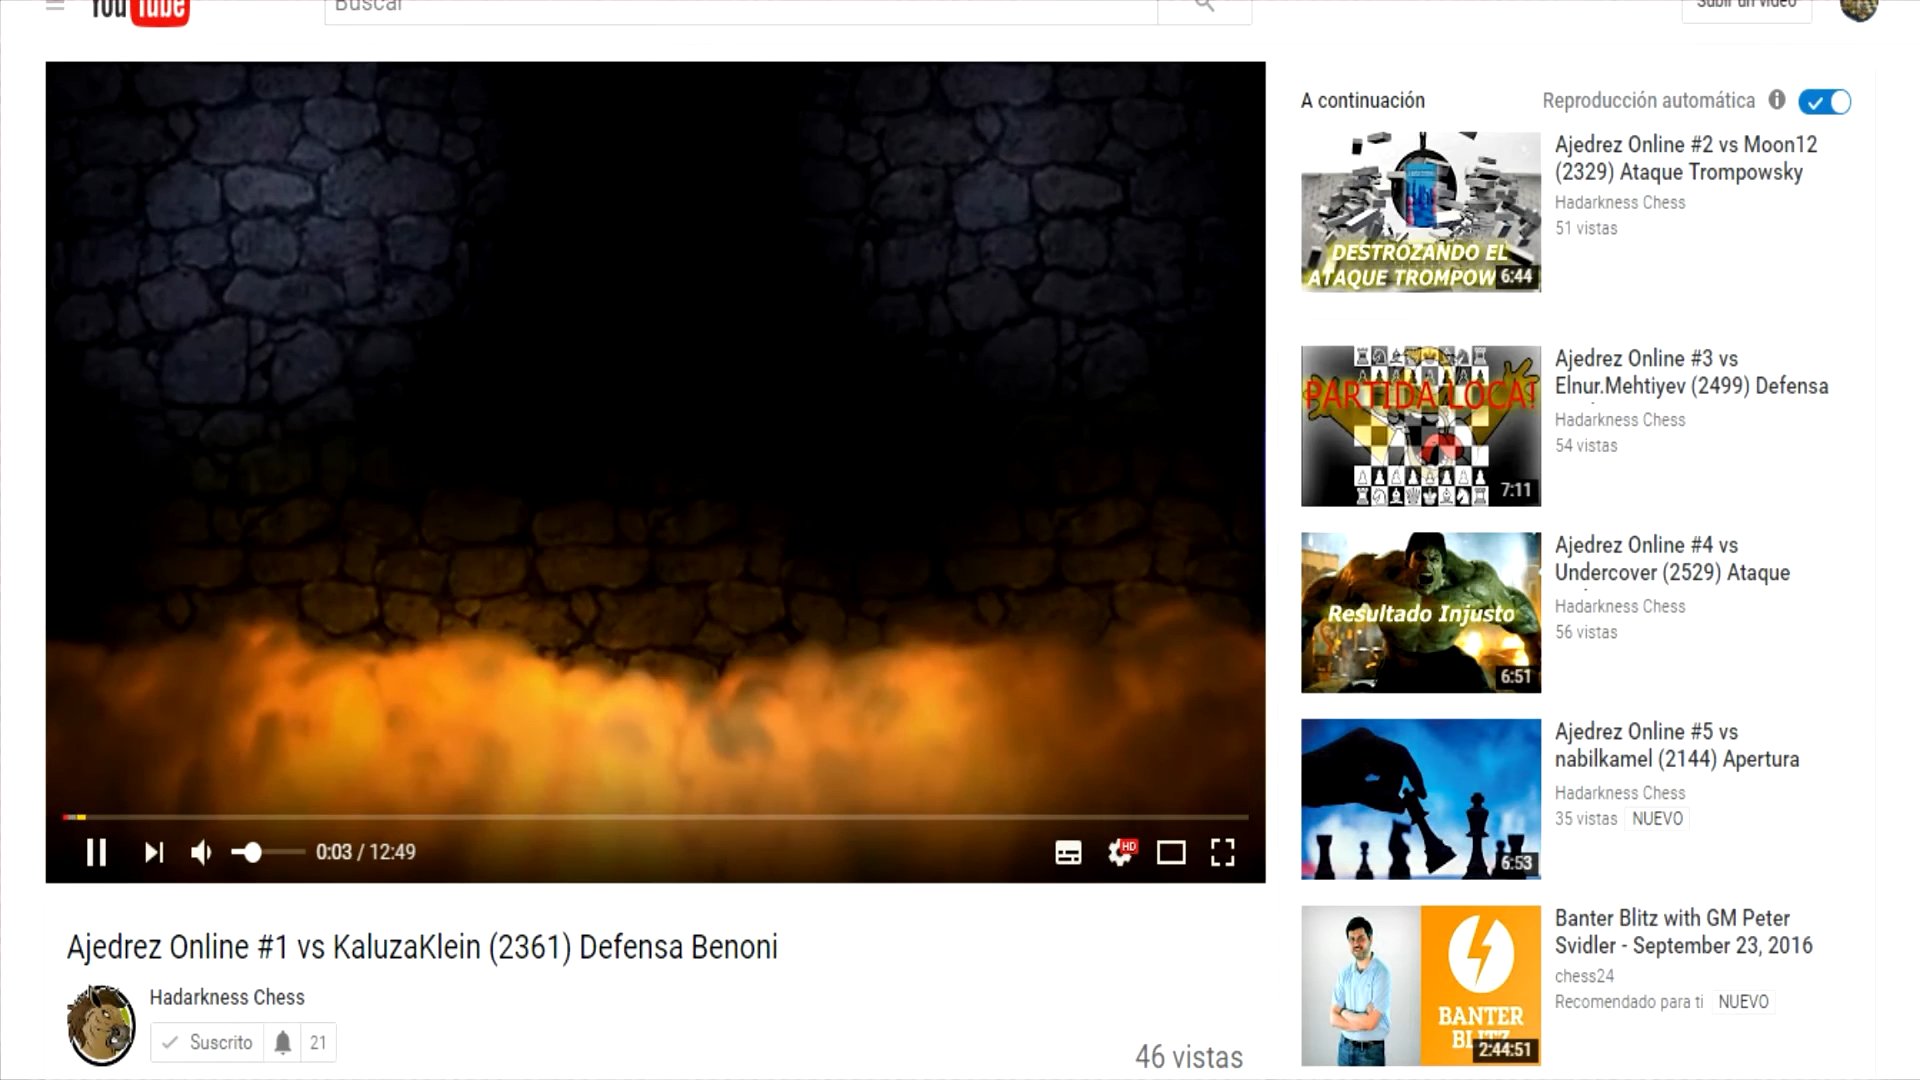 YouTube
Buscar
Subir un vídeo
A continuación
Reproducción automática
Ajedrez Online #2 vs Moon12
(2329) Ataque Trompowsky
Hadarkness Chess
51 vistas
DESTROZANDO EL
ATAQUE TROMPOW
6:44
Ajedrez Online #3 vs
Elnur.Mehtiyev (2499) Defensa
Hadarkness Chess
54 vistas
PARTIDA LOCA!
7:11
Ajedrez Online #4 vs
Undercover (2529) Ataque
Hadarkness Chess
56 vistas
Resultado Injusto
6:51
Ajedrez Online #5 vs
nabilkamel (2144) Apertura
Hadarkness Chess
35 vistas NUEVO
6:53
Banter Blitz with GM Peter
Svidler - September 23, 2016
chess24
Recomendado para ti NUEVO
BANTER
BLITZ
2:44:51
0:03 / 12:49
HD
Ajedrez Online #1 vs KaluzaKlein (2361) Defensa Benoni
Hadarkness Chess
Suscrito 21
46 vistas